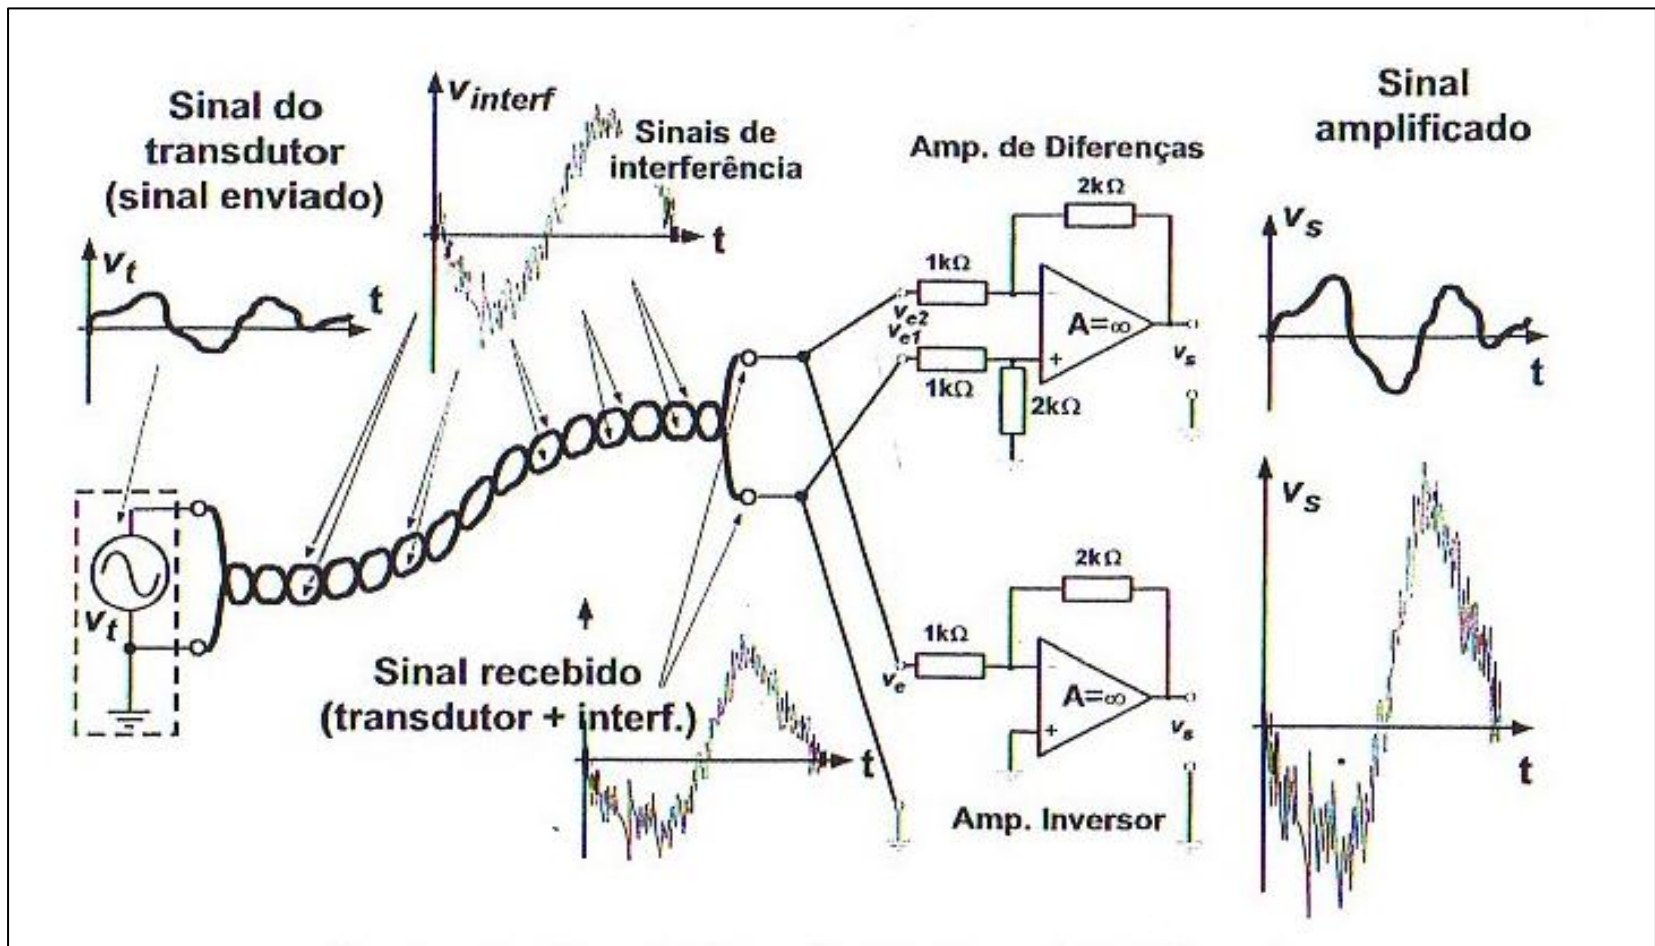 Sinal do
transdutor
(sinal enviado)
v_t
t
v_interf
t
Sinais de
interferência
Amp. de Diferenças
2kΩ
1kΩ
v_e2
v_e1
1kΩ
2kΩ
-
+
A=∞
v_s
Sinal
amplificado
v_s
t
v_t
Sinal recebido
(transdutor + interf.)
t
2kΩ
1kΩ
v_e
-
+
A=∞
v_s
Amp. Inversor
v_s
t